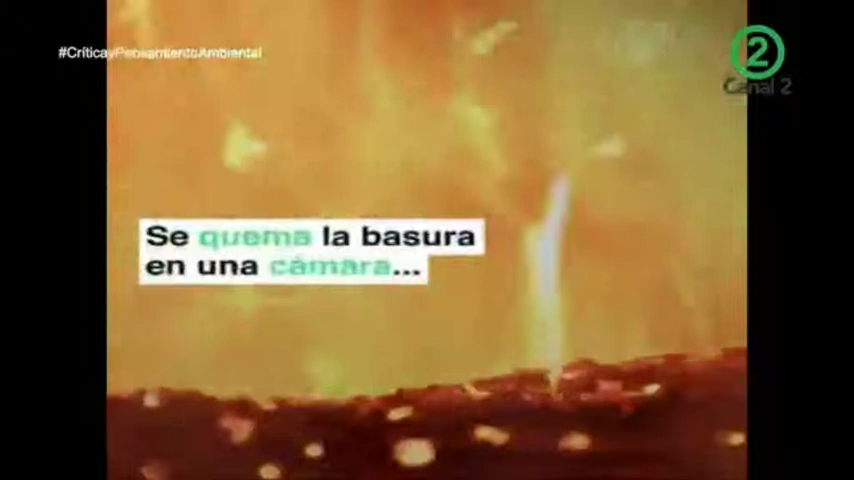 #CríticayPensamientoAmbiental
2
Canal 2
Se quema la basura
en una cámara...